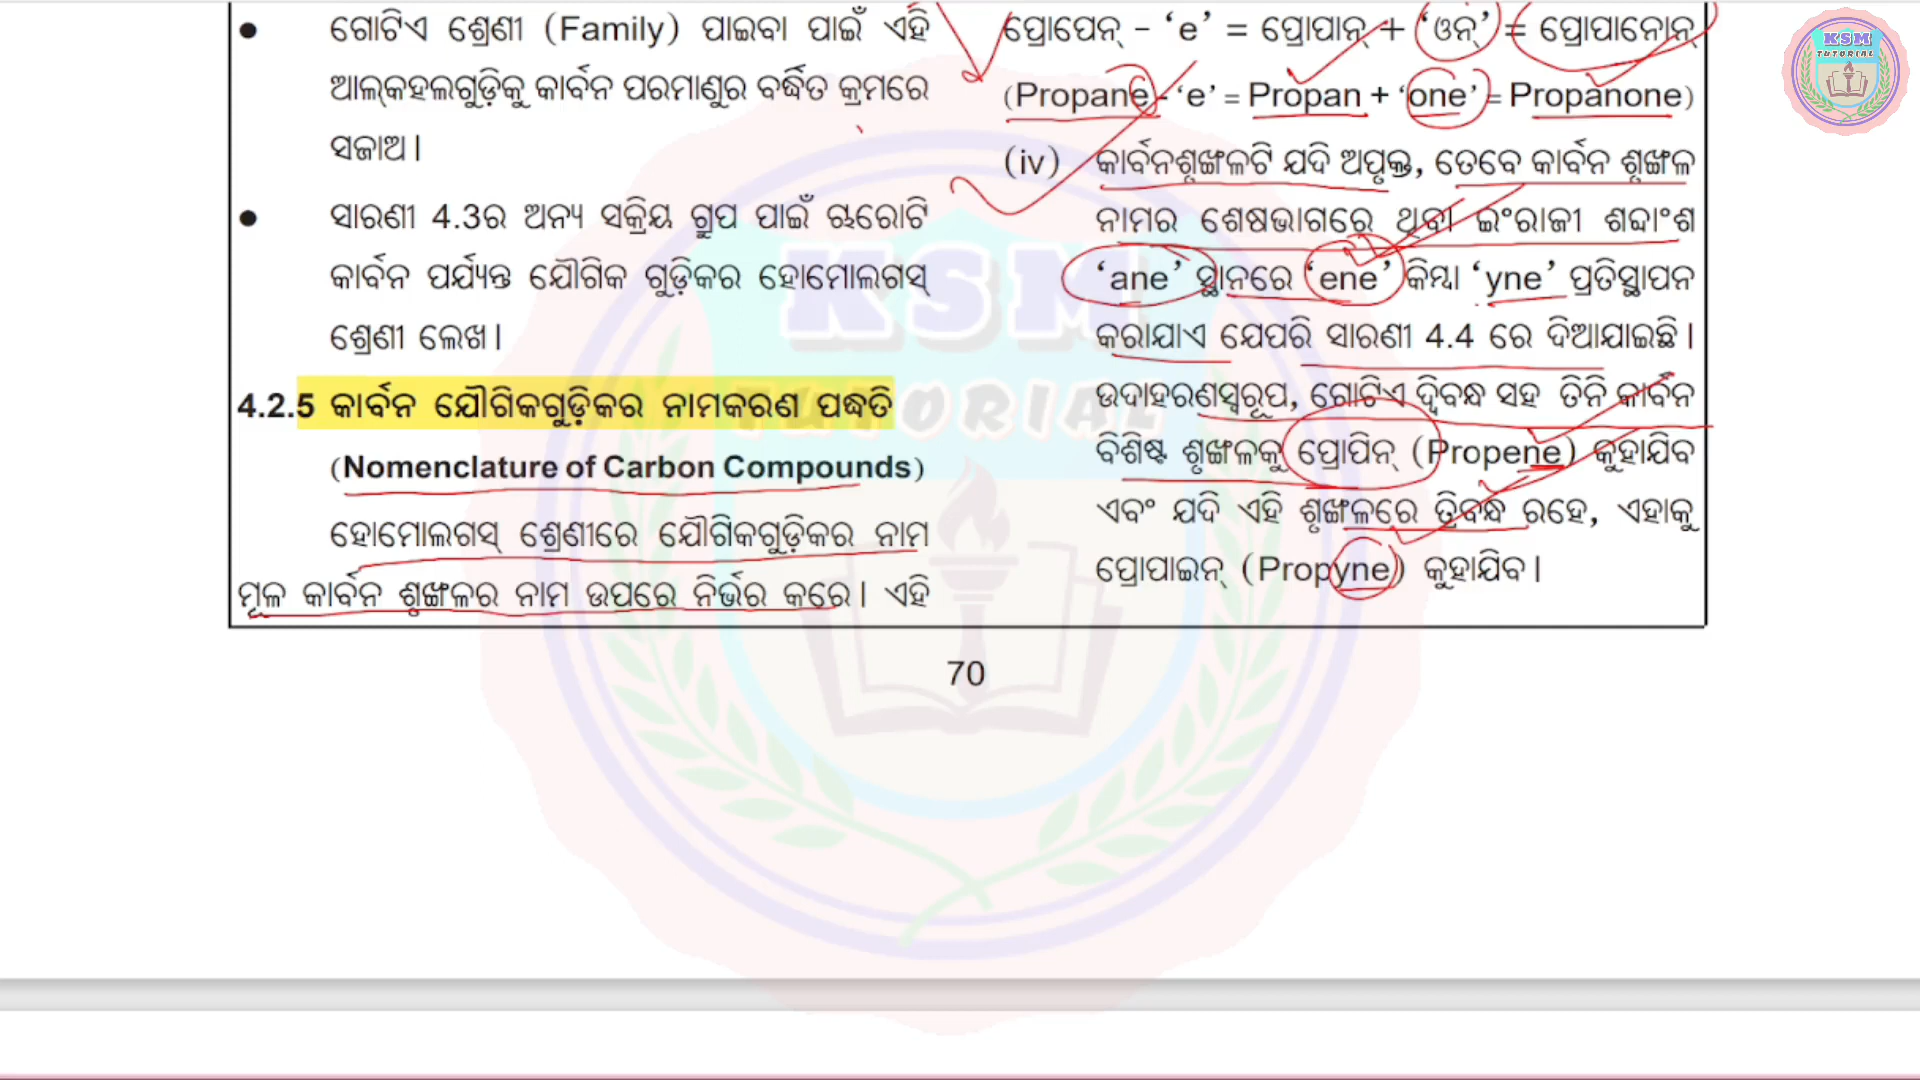 ● ଗୋଟିଏ ଶ୍ରେଣୀ (Family) ପାଇବା ପାଇଁ ଏହି
ଆଲ୍‌କହଲଗୁଡ଼ିକୁ କାର୍ବନ ପରମାଣୁର ବର୍ଦ୍ଧିତ କ୍ରମରେ
ସଜାଅ।
● ସାରଣୀ 4.3ର ଅନ୍ୟ ସକ୍ରିୟ ଗ୍ରୁପ ପାଇଁ ଋରୋଟି
କାର୍ବନ ପର୍ଯ୍ୟନ୍ତ ଯୌଗିକ ଗୁଡ଼ିକର ହୋମୋଲଗସ୍
ଶ୍ରେଣୀ ଲେଖ।
4.2.5 କାର୍ବନ ଯୌଗିକଗୁଡ଼ିକର ନାମକରଣ ପଦ୍ଧତି
(Nomenclature of Carbon Compounds)
ହୋମୋଲଗସ୍ ଶ୍ରେଣୀରେ ଯୌଗିକଗୁଡ଼ିକର ନାମ
ମୂଳ କାର୍ବନ ଶୃଙ୍ଖଳର ନାମ ଉପରେ ନିର୍ଭର କରେ। ଏହି
ପ୍ରୋପେନ୍ – ‘e’ = ପ୍ରୋପାନ୍ + ‘ଓନ୍’ = ପ୍ରୋପାନୋନ୍
(Propane - ‘e’ = Propan + ‘one’ = Propanone)
(iv) କାର୍ବନଶୃଙ୍ଖଳଟି ଯଦି ଅପୃକ୍ତ, ତେବେ କାର୍ବନ ଶୃଙ୍ଖଳ
ନାମର ଶେଷଭାଗରେ ଥିବା ଇଂରାଜୀ ଶବ୍ଦାଂଶ
‘ane’ ସ୍ଥାନରେ ‘ene’ କିମ୍ବା ‘yne’ ପ୍ରତିସ୍ଥାପନ
କରାଯାଏ ଯେପରି ସାରଣୀ 4.4 ରେ ଦିଆଯାଇଛି।
ଉଦାହରଣସ୍ୱରୂପ, ଗୋଟିଏ ଦ୍ୱିବନ୍ଧ ସହ ତିନି କାର୍ବନ
ବିଶିଷ୍ଟ ଶୃଙ୍ଖଳକୁ ପ୍ରୋପିନ୍ (Propene) କୁହାଯିବ
ଏବଂ ଯଦି ଏହି ଶୃଙ୍ଖଳରେ ତ୍ରିବନ୍ଧ ରହେ, ଏହାକୁ
ପ୍ରୋପାଇନ୍ (Propyne) କୁହାଯିବ।
70
KSM
TUTORIAL
KSM
TUTORIAL